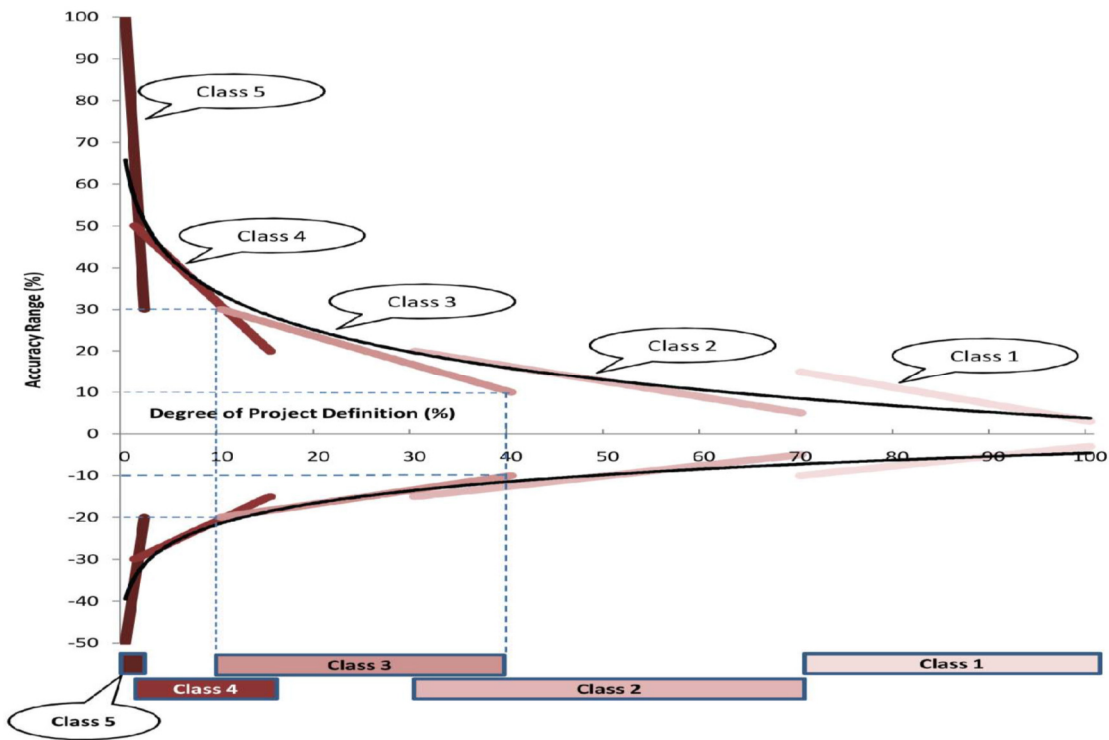 100
90
Class 5
80
70
60
50
Class 4
40
Class 3
30
Class 2
20
Class 1
10
Degree of Project Definition (%)
0
0 10 20 30 40 50 60 70 80 90 100
-10
-20
-30
-40
-50
Accuracy Range (%)
Class 3
Class 1
Class 4
Class 2
Class 5